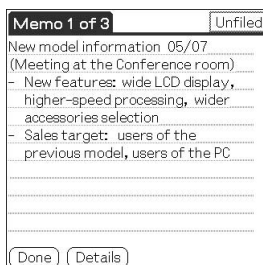 Memo 1 of 3
Unfiled
New model information 05/07
(Meeting at the Conference room)
- New features: wide LCD display,
higher-speed processing, wider
accessories selection
- Sales target: users of the
previous model, users of the PC
Done
Details